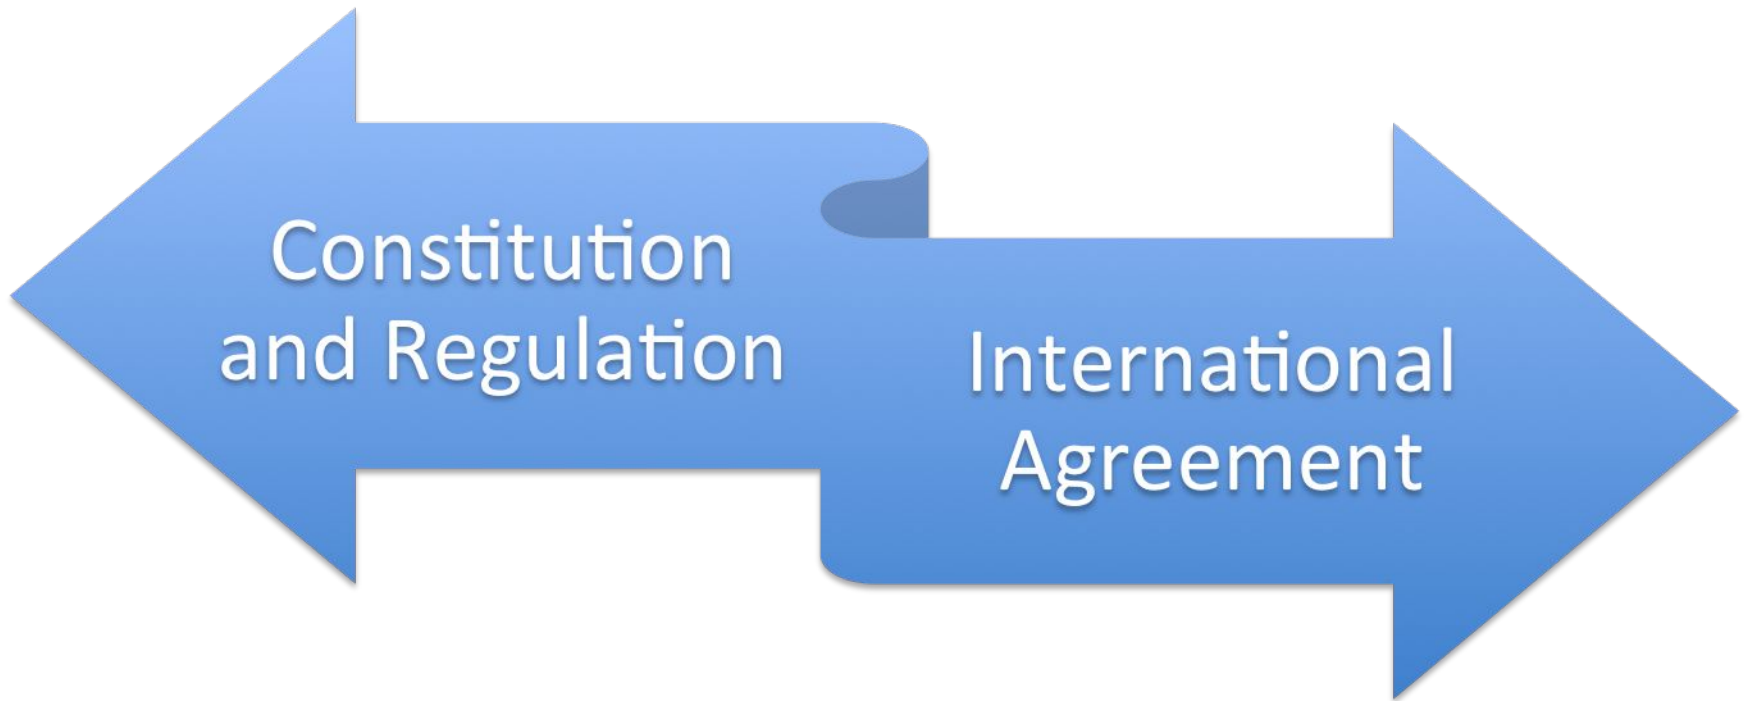 Constitution
and Regulation
International
Agreement